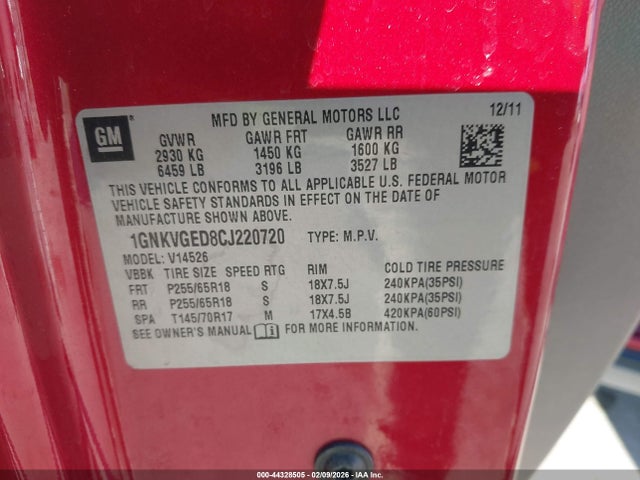 MFD BY GENERAL MOTORS LLC 12/11
GM
GVWR GAWR FRT GAWR RR
2930 KG 1450 KG 1600 KG
6459 LB 3196 LB 3527 LB
THIS VEHICLE CONFORMS TO ALL APPLICABLE U.S. FEDERAL MOTOR
VEHICLE SAFETY STANDARDS IN EFFECT ON THE DATE OF
MANUFACTURE SHOWN ABOVE.
1GNKVGED8CJ220720 TYPE: M.P.V.
MODEL: V14526
VBBK TIRE SIZE SPEED RTG RIM COLD TIRE PRESSURE
FRT P255/65R18 S 18X7.5J 240KPA(35PSI)
RR P255/65R18 S 18X7.5J 240KPA(35PSI)
SPA T145/70R17 M 17X4.5B 420KPA(60PSI)
SEE OWNER'S MANUAL FOR MORE INFORMATION.
000-44328505 - 02/09/2026 - IAAI.com